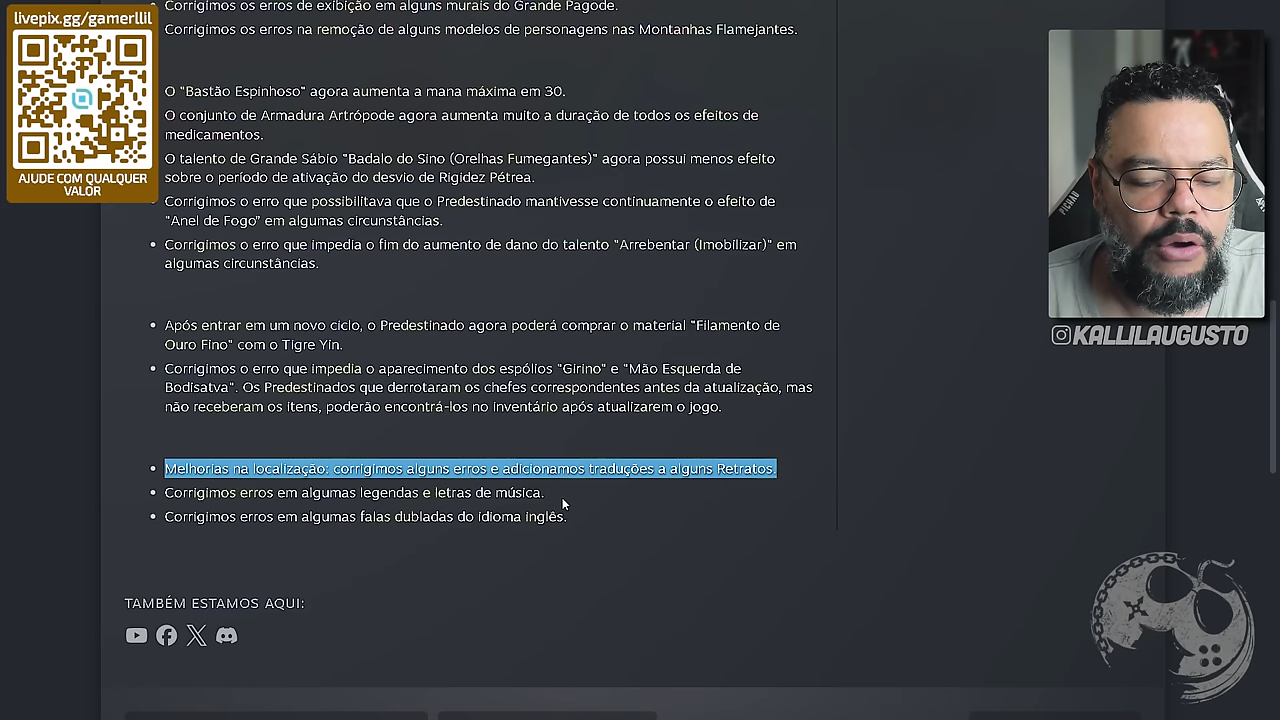 livepix.gg/gamerllil
AJUDE COM QUALQUER
VALOR
Corrigimos os erros de exibição em alguns murais do Grande Pagode.
Corrigimos os erros na remoção de alguns modelos de personagens nas Montanhas Flamejantes.
O "Bastão Espinhoso" agora aumenta a mana máxima em 30.
O conjunto de Armadura Artrópode agora aumenta muito a duração de todos os efeitos de
medicamentos.
O talento de Grande Sábio "Badalo do Sino (Orelhas Fumegantes)" agora possui menos efeito
sobre o período de ativação do desvio de Rigidez Pétrea.
Corrigimos o erro que possibilitava que o Predestinado mantivesse continuamente o efeito de
"Anel de Fogo" em algumas circunstâncias.
• Corrigimos o erro que impedia o fim do aumento de dano do talento "Arrebentar (Imobilizar)" em
algumas circunstâncias.
• Após entrar em um novo ciclo, o Predestinado agora poderá comprar o material "Filamento de
Ouro Fino" com o Tigre Yin.
• Corrigimos o erro que impedia o aparecimento dos espólios "Girino" e "Mão Esquerda de
Bodisatva". Os Predestinados que derrotaram os chefes correspondentes antes da atualização, mas
não receberam os itens, poderão encontrá-los no inventário após atualizarem o jogo.
• Melhorias na localização: corrigimos alguns erros e adicionamos traduções a alguns Retratos.
• Corrigimos erros em algumas legendas e letras de música.
• Corrigimos erros em algumas falas dubladas do idioma inglês.
TAMBÉM ESTAMOS AQUI:
PICHAU
KALLILAUGUSTO